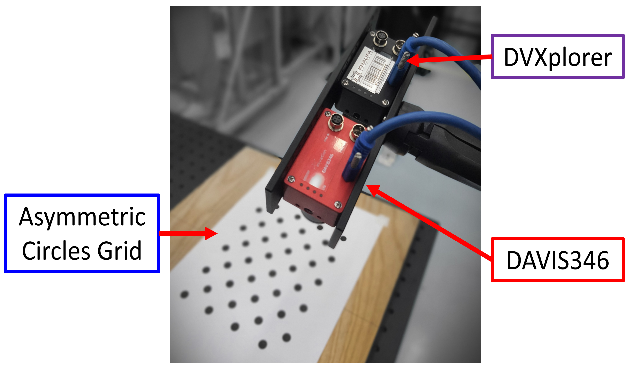 DVXplorer
Asymmetric
Circles Grid
DAVIS346